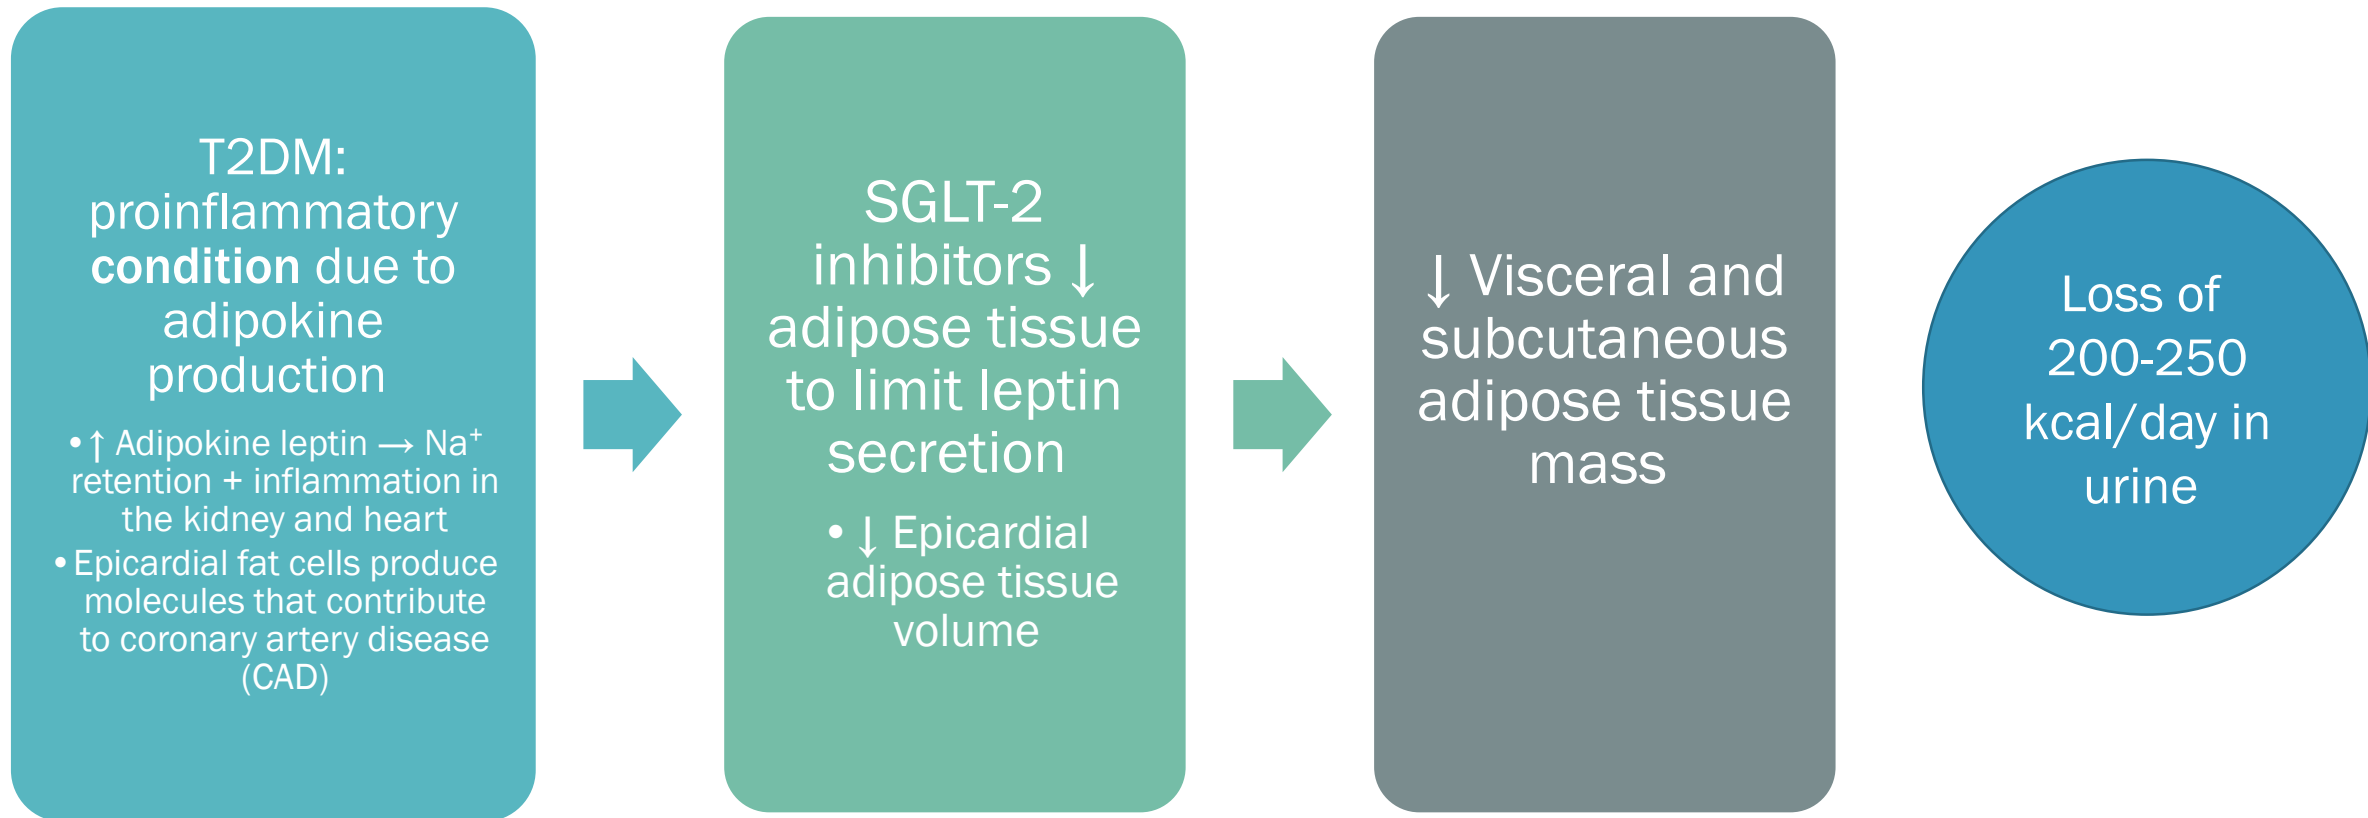 T2DM:
proinflammatory
condition due to
adipokine
production
•↑ Adipokine leptin → Na⁺
retention + inflammation in
the kidney and heart
•Epicardial fat cells produce
molecules that contribute
to coronary artery disease
(CAD)
SGLT-2
inhibitors ↓
adipose tissue
to limit leptin
secretion
• ↓ Epicardial
adipose tissue
volume
↓ Visceral and
subcutaneous
adipose tissue
mass
Loss of
200-250
kcal/day in
urine